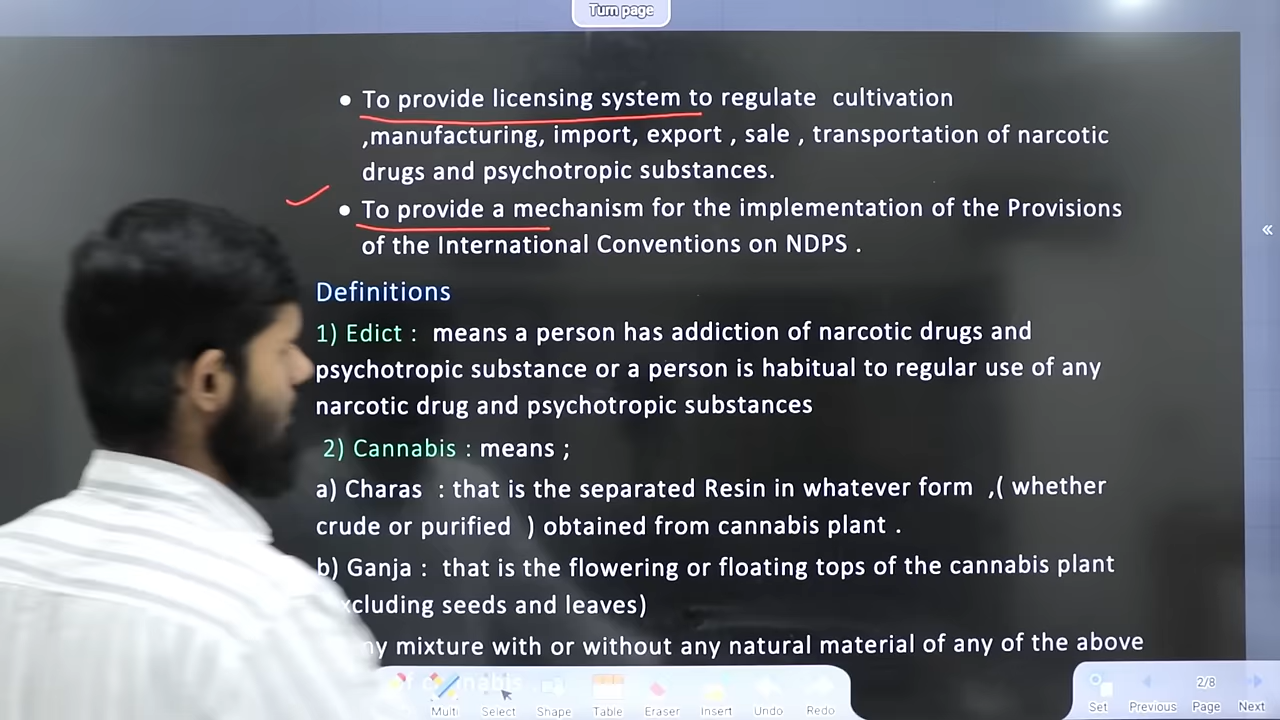 Turn page
• To provide licensing system to regulate cultivation
,manufacturing, import, export , sale , transportation of narcotic
drugs and psychotropic substances.
• To provide a mechanism for the implementation of the Provisions
of the International Conventions on NDPS .
Definitions
1) Edict : means a person has addiction of narcotic drugs and
psychotropic substance or a person is habitual to regular use of any
narcotic drug and psychotropic substances
2) Cannabis : means ;
a) Charas : that is the separated Resin in whatever form ,( whether
crude or purified ) obtained from cannabis plant .
b) Ganja : that is the flowering or floating tops of the cannabis plant
xcluding seeds and leaves)
ny mixture with or without any natural material of any of the above
Multi Select Shape Table Eraser Insert Undo Redo
2/8
Set Previous Page Next